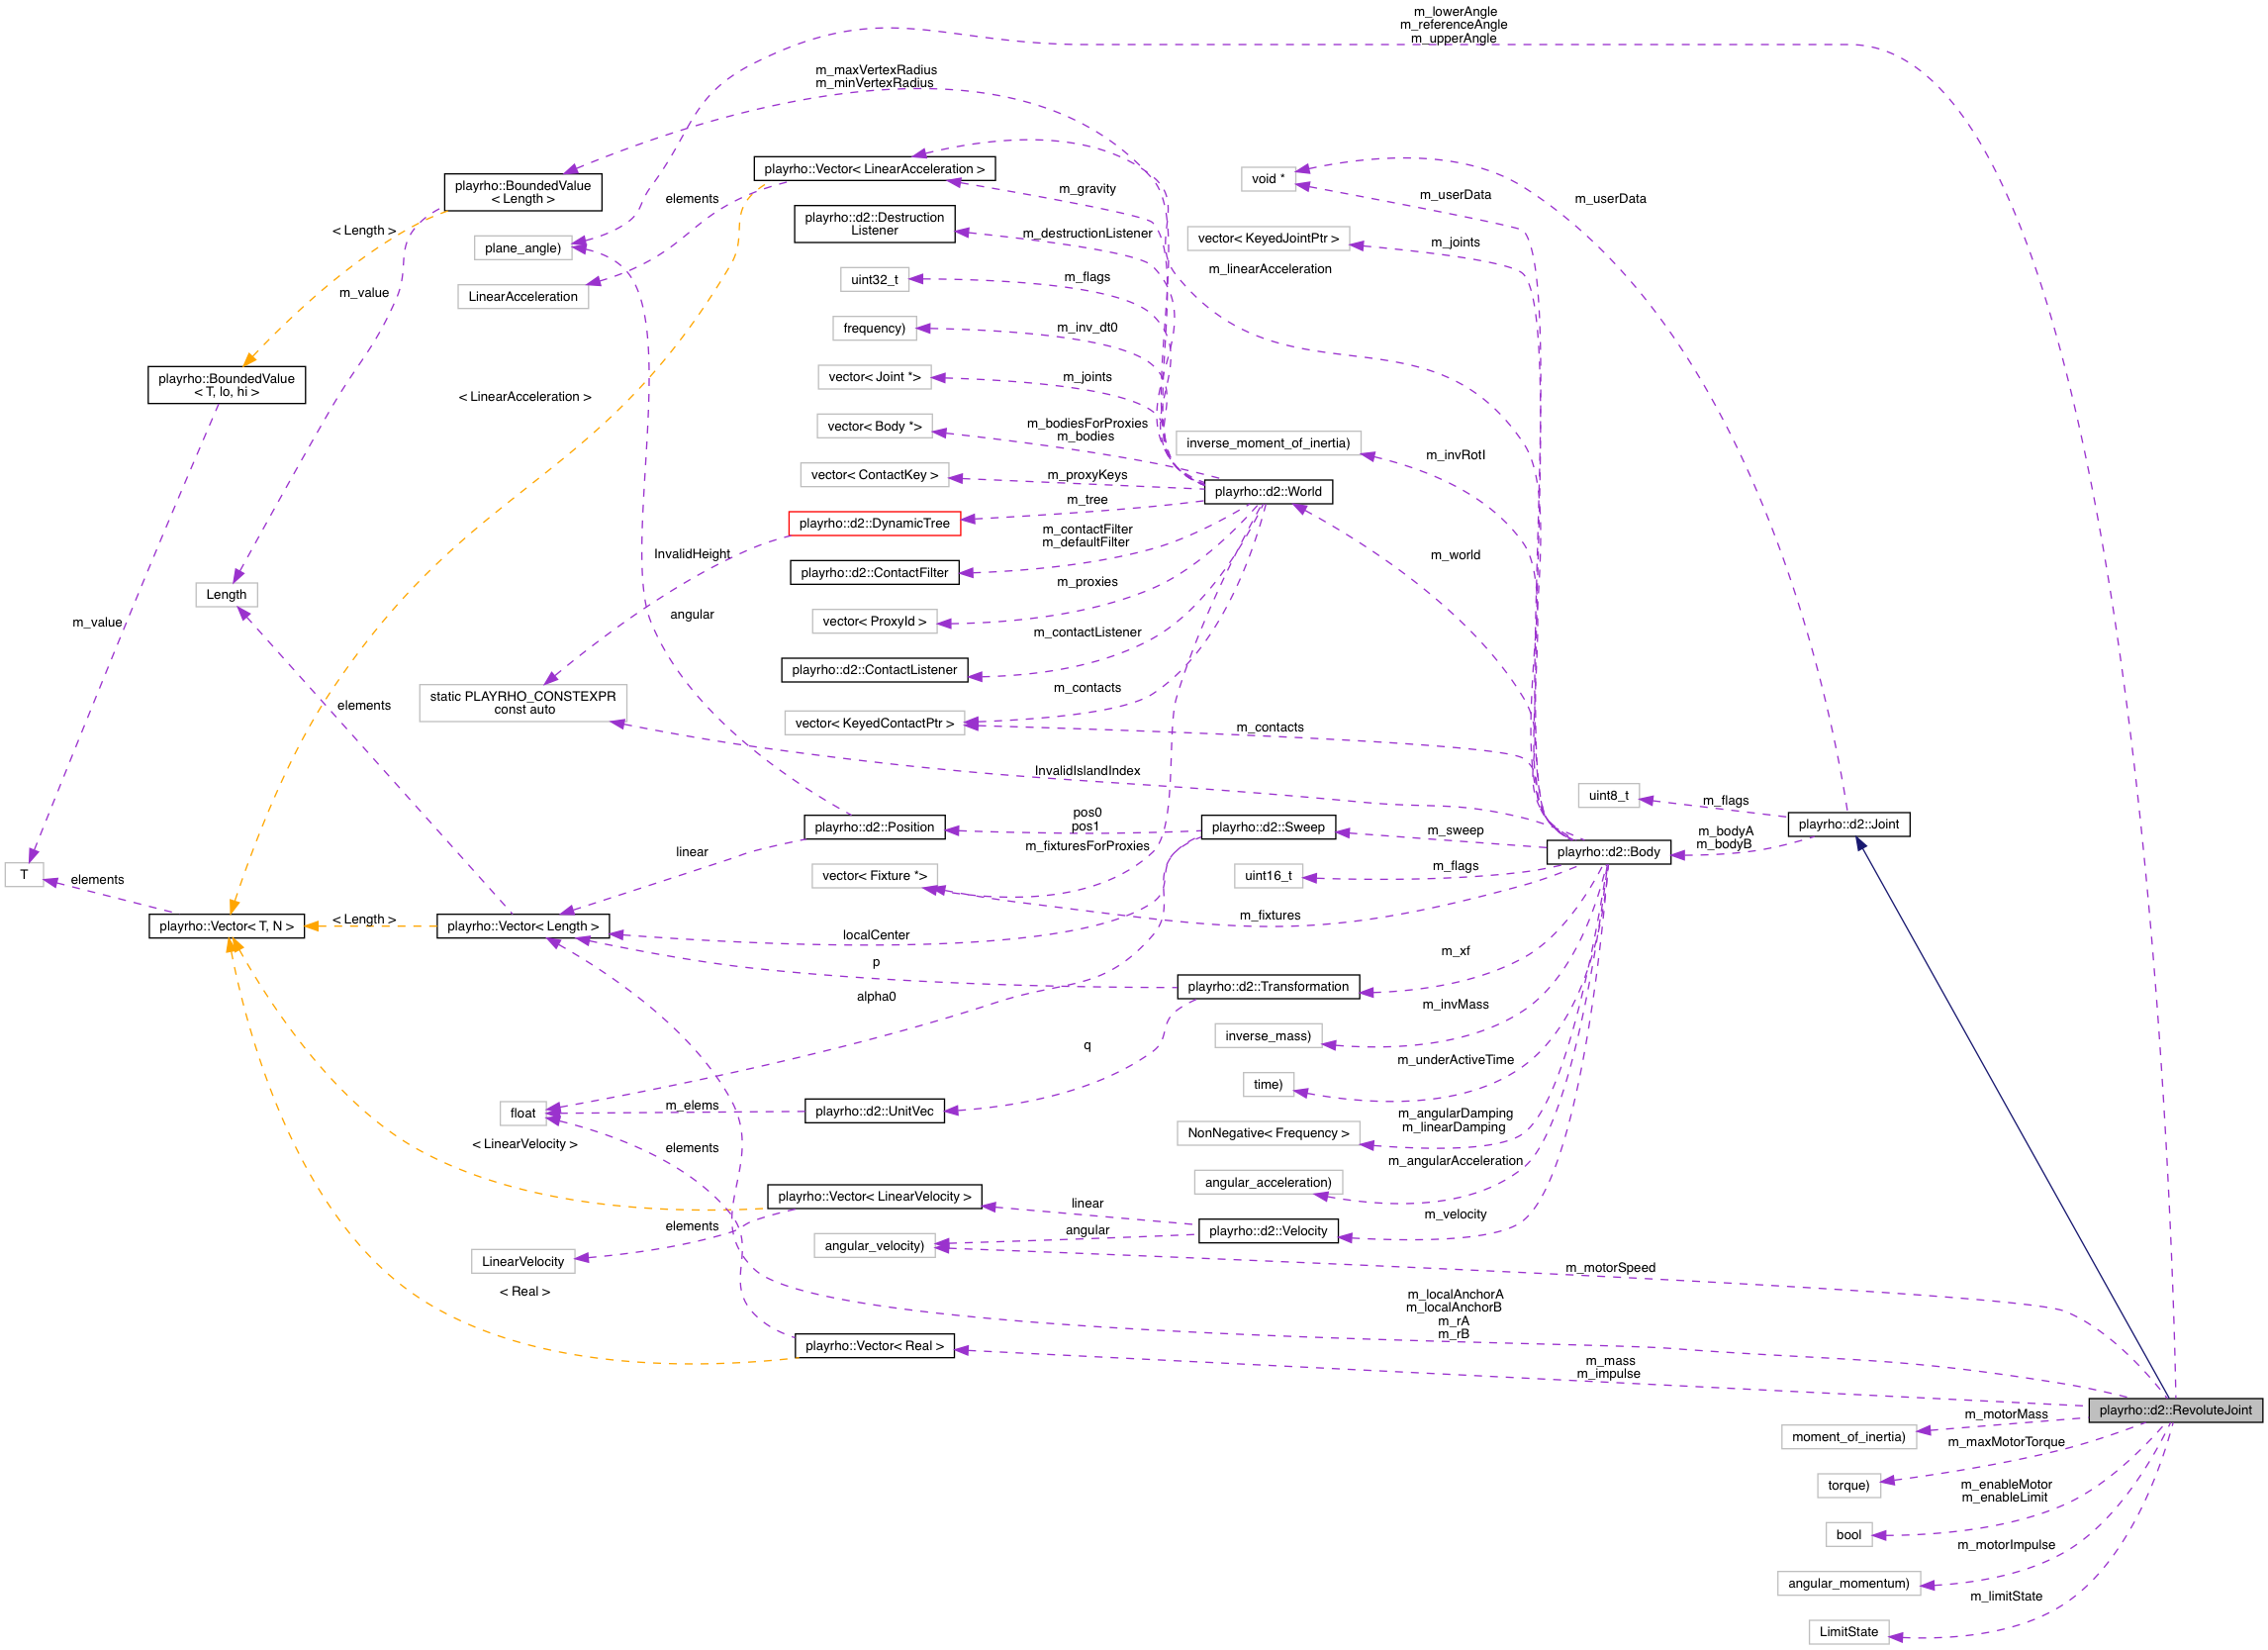 m_lowerAngle
m_referenceAngle
m_upperAngle
m_maxVertexRadius
m_minVertexRadius
playrho::Vector< LinearAcceleration >
void *
playrho::BoundedValue
< Length >
elements
m_gravity
m_userData
m_userData
playrho::d2::Destruction
Listener
< Length >
plane_angle)
m_destructionListener
vector< KeyedJointPtr >
m_joints
m_linearAcceleration
uint32_t
m_flags
m_value
LinearAcceleration
frequency)
m_inv_dt0
playrho::BoundedValue
< T, lo, hi >
vector< Joint *>
m_joints
< LinearAcceleration >
vector< Body *>
m_bodiesForProxies
m_bodies
inverse_moment_of_inertia)
m_invRotI
vector< ContactKey >
m_proxyKeys
playrho::d2::World
m_tree
playrho::d2::DynamicTree
m_contactFilter
m_defaultFilter
InvalidHeight
m_world
playrho::d2::ContactFilter
m_proxies
Length
angular
vector< ProxyId >
m_value
m_contactListener
playrho::d2::ContactListener
m_contacts
static PLAYRHO_CONSTEXPR
const auto
elements
vector< KeyedContactPtr >
m_contacts
InvalidIslandIndex
uint8_t
m_flags
pos0
pos1
playrho::d2::Position
playrho::d2::Sweep
m_sweep
playrho::d2::Joint
m_bodyA
m_bodyB
m_fixturesForProxies
linear
playrho::d2::Body
T
elements
vector< Fixture *>
uint16_t
m_flags
playrho::Vector< T, N >
< Length >
playrho::Vector< Length >
localCenter
m_fixtures
p
m_xf
playrho::d2::Transformation
alpha0
m_invMass
inverse_mass)
q
m_underActiveTime
time)
float
m_elems
playrho::d2::UnitVec
m_angularDamping
m_linearDamping
NonNegative< Frequency >
< LinearVelocity >
elements
m_angularAcceleration
angular_acceleration)
playrho::Vector< LinearVelocity >
linear
m_velocity
elements
angular
playrho::d2::Velocity
angular_velocity)
LinearVelocity
m_motorSpeed
< Real >
m_localAnchorA
m_localAnchorB
m_rA
m_rB
playrho::Vector< Real >
m_mass
m_impulse
playrho::d2::RevoluteJoint
m_motorMass
moment_of_inertia)
m_maxMotorTorque
torque)
m_enableMotor
m_enableLimit
bool
m_motorImpulse
angular_momentum)
m_limitState
LimitState